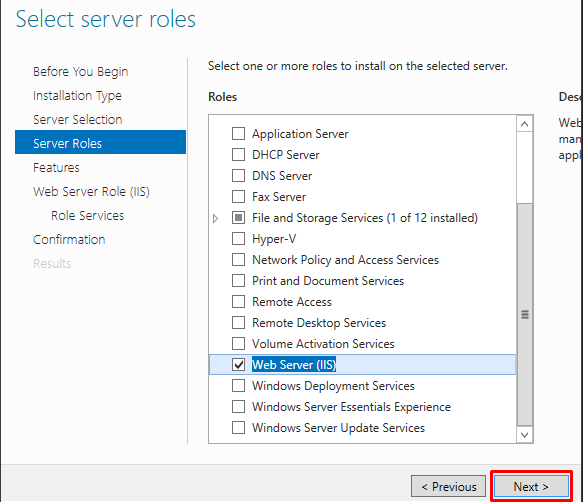 Select server roles
Before You Begin
Installation Type
Server Selection
Server Roles
Features
Web Server Role (IIS)
Role Services
Confirmation
Results
Select one or more roles to install on the selected server.
Roles
Application Server
DHCP Server
DNS Server
Fax Server
File and Storage Services (1 of 12 installed)
Hyper-V
Network Policy and Access Services
Print and Document Services
Remote Access
Remote Desktop Services
Volume Activation Services
Web Server (IIS)
Windows Deployment Services
Windows Server Essentials Experience
Windows Server Update Services
Desc
Web
man
appl
< Previous
Next >